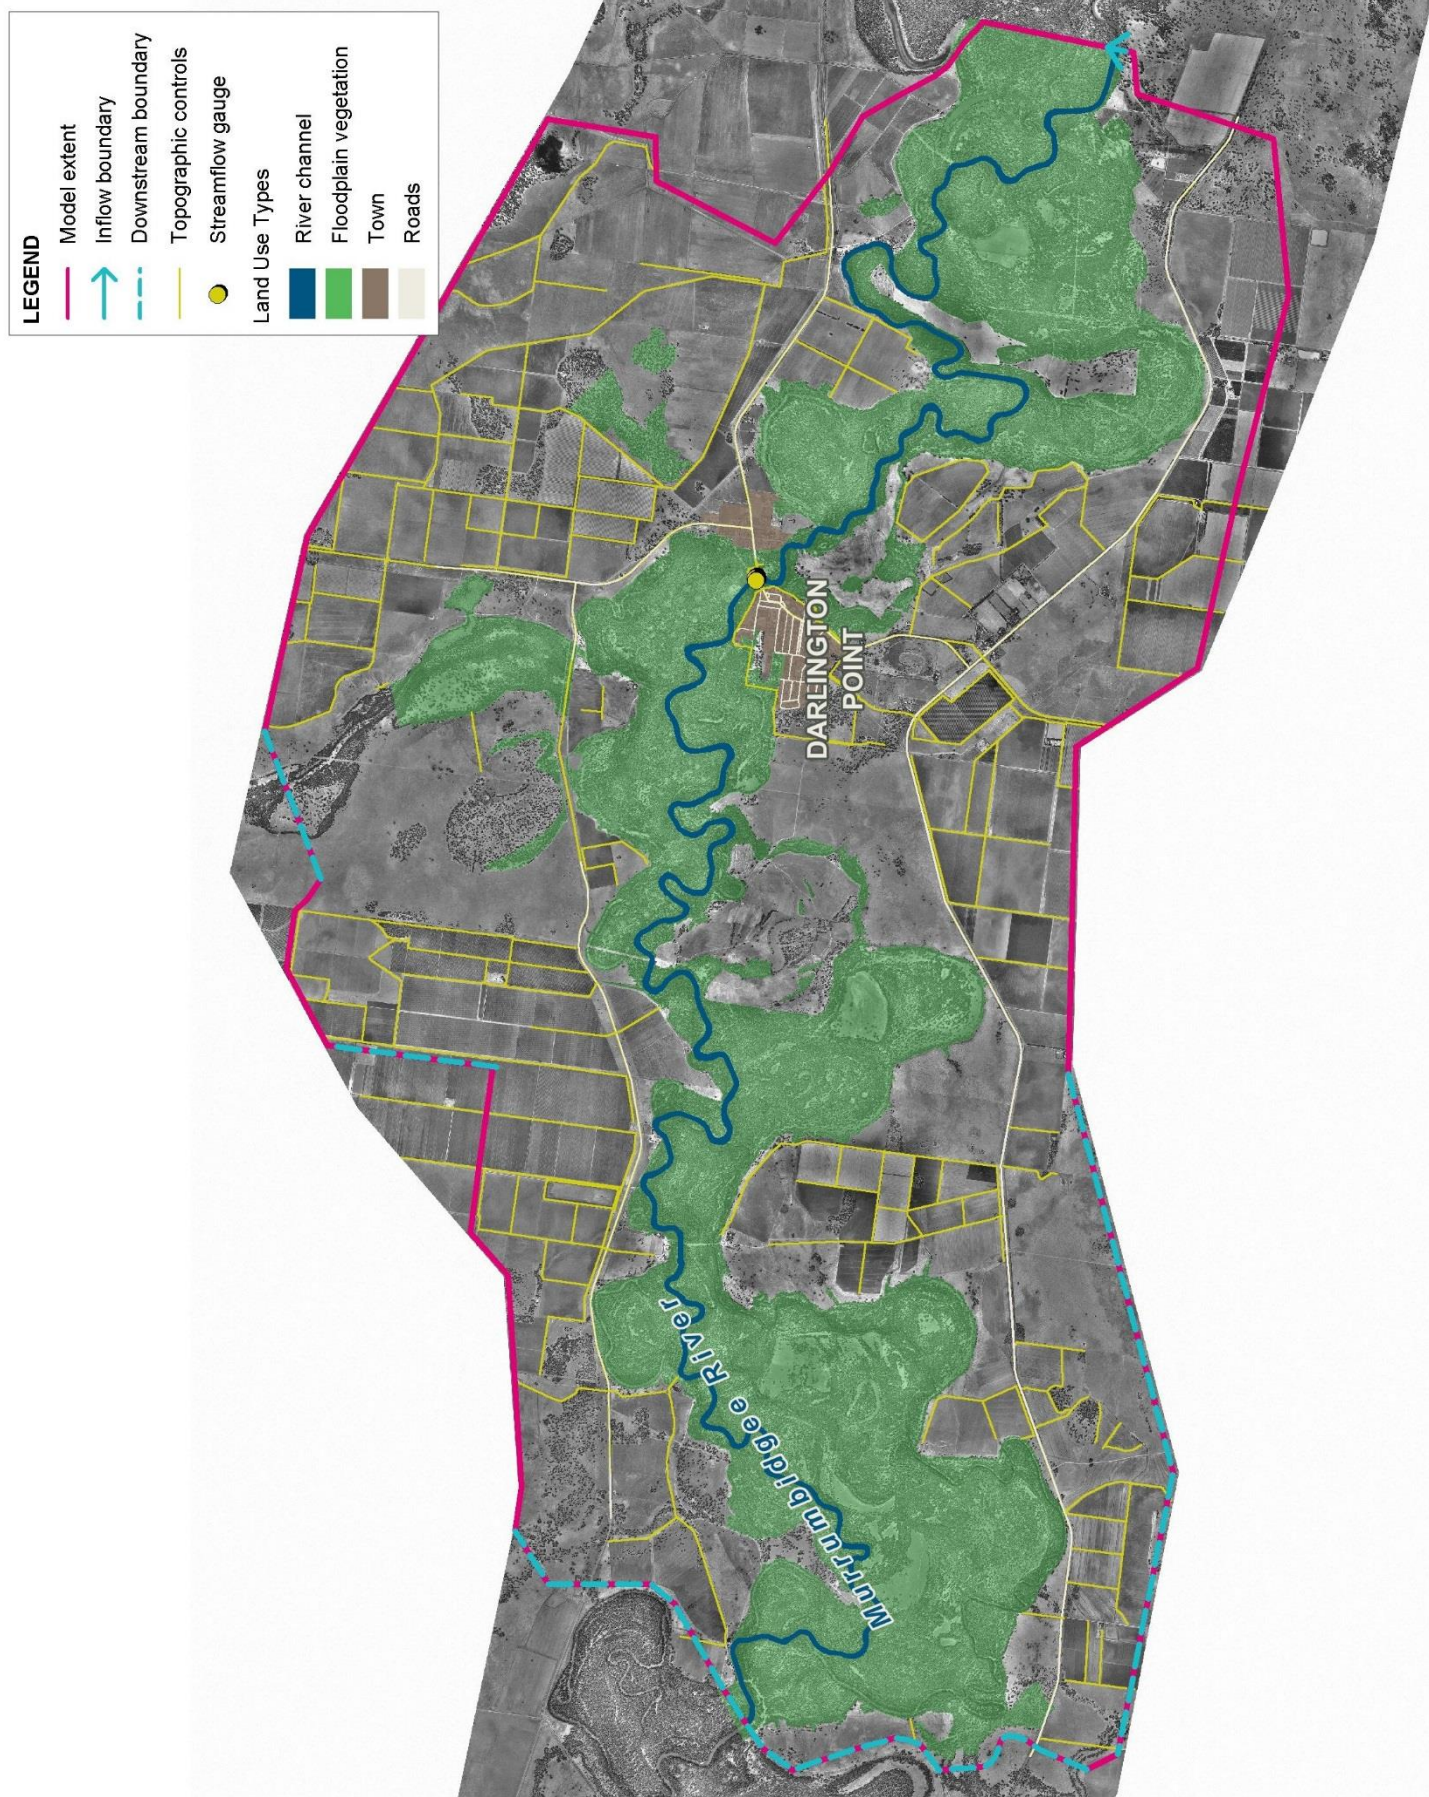 LEGEND
Model extent
Inflow boundary
Downstream boundary
Topographic controls
Streamflow gauge
Land Use Types
River channel
Floodplain vegetation
Town
Roads
DARLINGTON
POINT
Murrumbidgee River